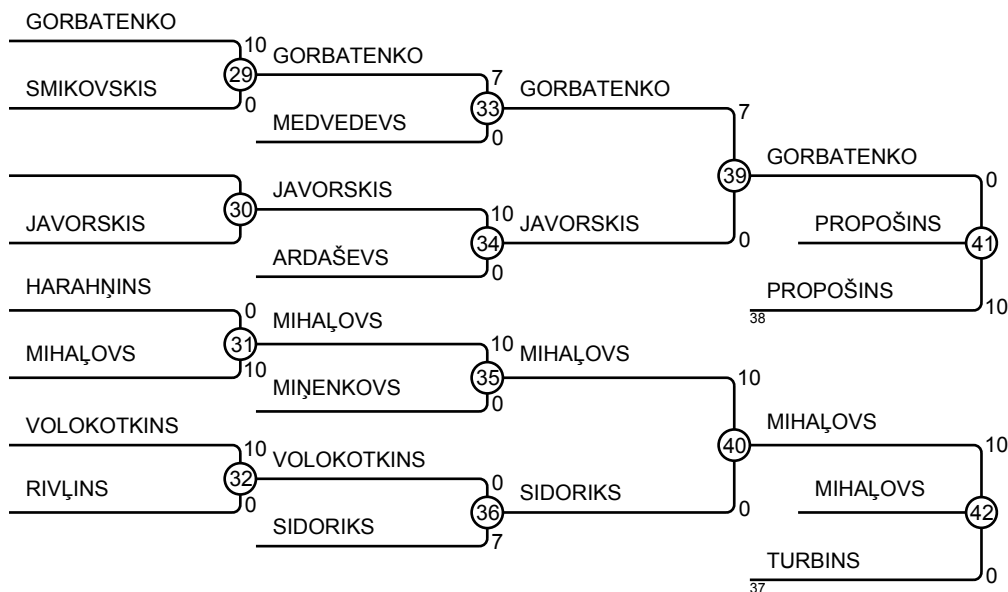 GORBATENKO
10
29
GORBATENKO
SMIKOVSKIS
0
7
33
GORBATENKO
MEDVEDEVS
0
7
39
GORBATENKO
0
JAVORSKIS
30
JAVORSKIS
10
34
JAVORSKIS
0
ARDAŠEVS
0
PROPOŠINS
41
PROPOŠINS
10
38
HARAHŅINS
0
31
MIHAĻOVS
MIHAĻOVS
10
10
35
MIHAĻOVS
MIŅENKOVS
0
10
40
MIHAĻOVS
10
VOLOKOTKINS
10
32
VOLOKOTKINS
RIVĻINS
0
0
36
SIDORIKS
0
SIDORIKS
7
MIHAĻOVS
42
TURBINS
0
37